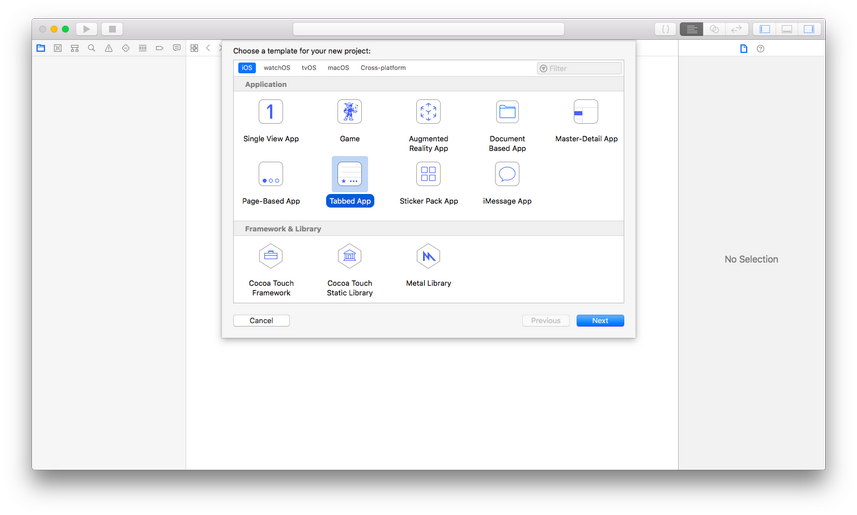 Choose a template for your new project:
iOS watchOS tvOS macOS Cross-platform Filter
Application
1
Single View App Game Augmented Reality App Document Based App Master-Detail App
Page-Based App Tabbed App Sticker Pack App iMessage App
Framework & Library
Cocoa Touch Framework Cocoa Touch Static Library Metal Library
No Selection
Cancel Previous Next